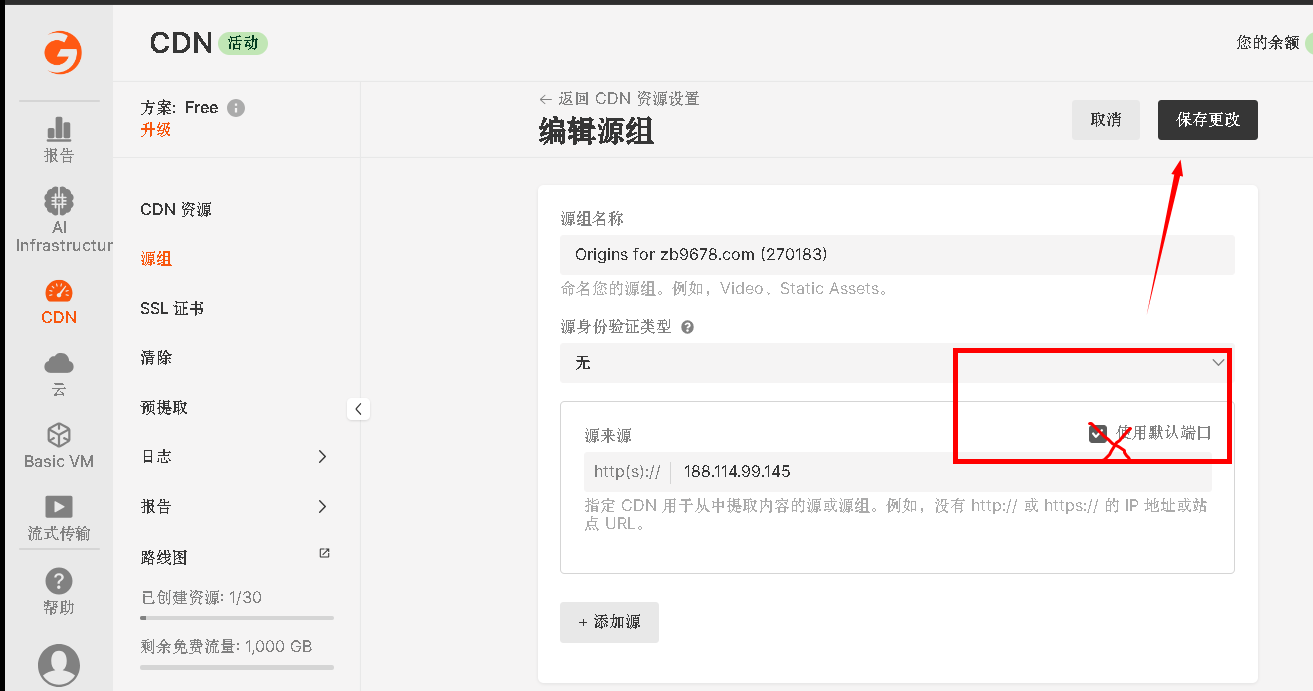 CDN 活动
您的余额
方案: Free
升级
← 返回 CDN 资源设置
编辑源组
取消
保存更改
报告
AI
Infrastructur
CDN
云
Basic VM
流式传输
帮助
CDN 资源
源组
SSL 证书
清除
预提取
日志
报告
路线图
已创建资源: 1/30
剩余免费流量: 1,000 GB
源组名称
Origins for zb9678.com (270183)
命名您的源组。例如，Video、Static Assets。
源身份验证类型
无
源来源
使用默认端口
http(s):// 188.114.99.145
指定 CDN 用于从中提取内容的源或源组。例如，没有 http:// 或 https:// 的 IP 地址或站
点 URL。
+ 添加源